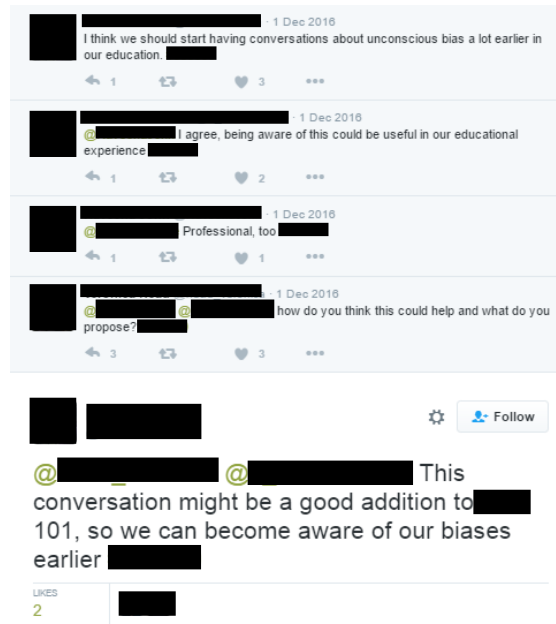 · 1 Dec 2016
I think we should start having conversations about unconscious bias a lot earlier in
our education.
1 3
· 1 Dec 2016
@ I agree, being aware of this could be useful in our educational
experience
1 2
· 1 Dec 2016
@ Professional, too
1 1
· 1 Dec 2016
@ @ how do you think this could help and what do you
propose?
3 3
Follow
@ @ This
conversation might be a good addition to
101, so we can become aware of our biases
earlier
LIKES
2